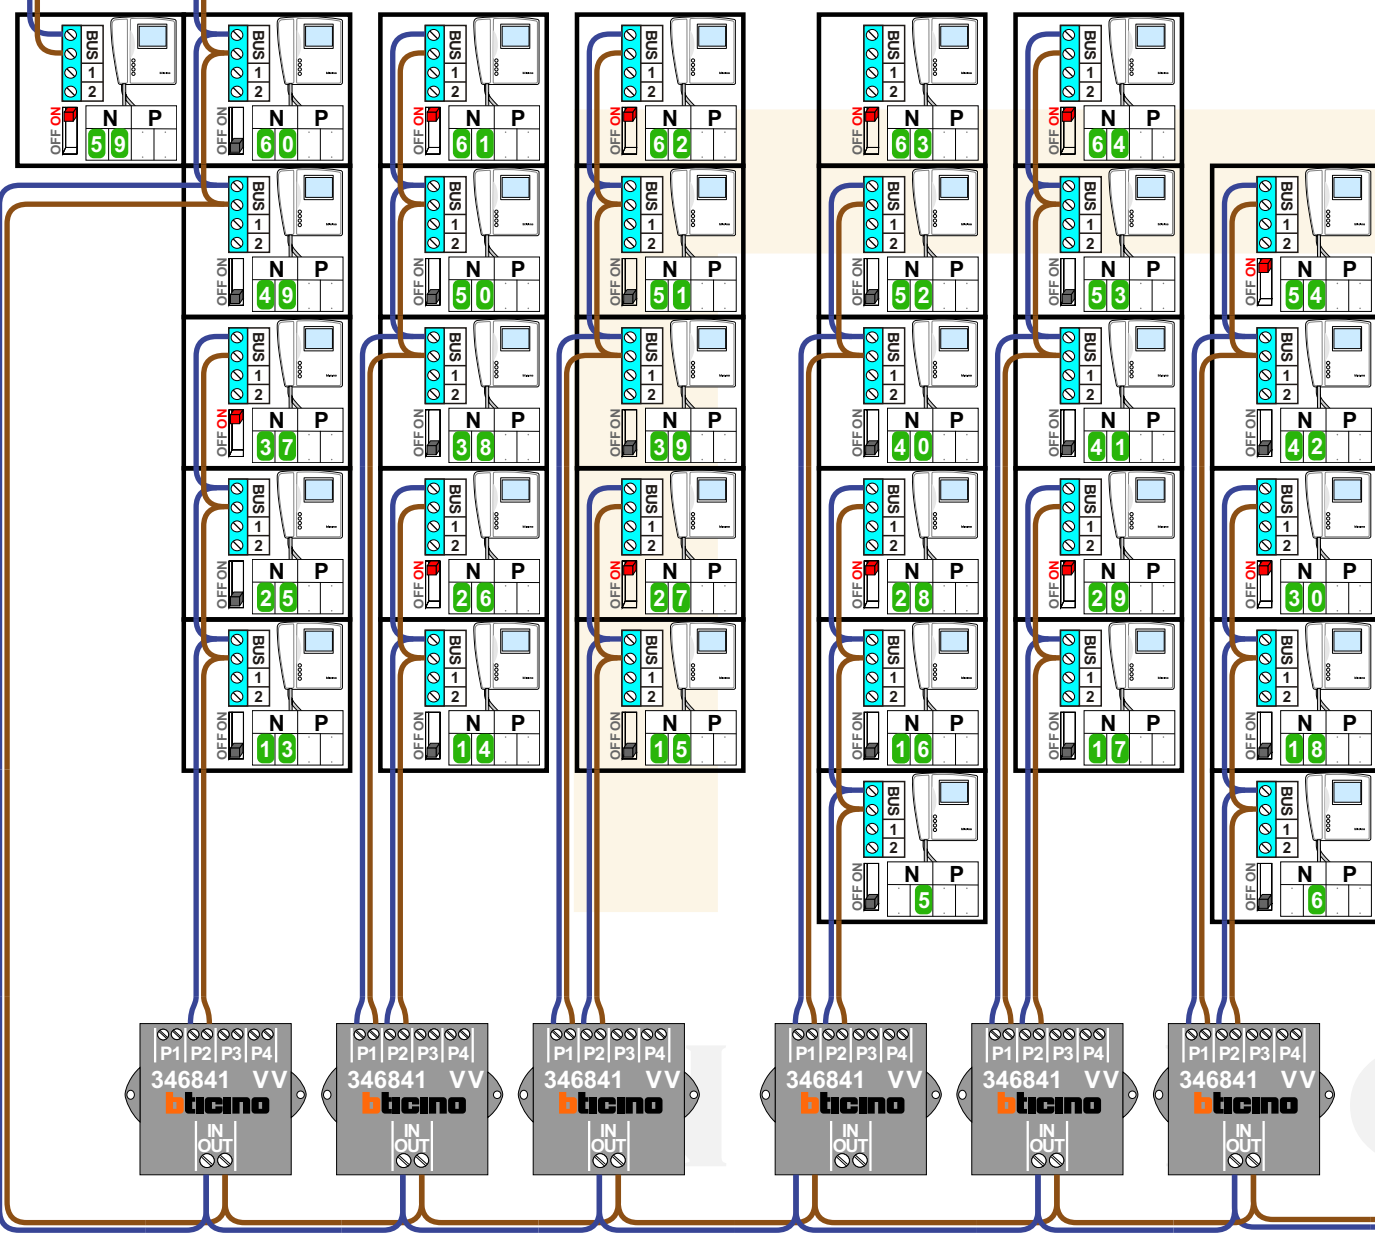 BUS 1 2 BUS 1 2 BUS 1 2 BUS 1 2 BUS 1 2 BUS 1 2
OFF ON N P OFF ON N P OFF ON N P OFF ON N P OFF ON N P OFF ON N P
59 60 61 62 63 64
BUS 1 2 BUS 1 2 BUS 1 2 BUS 1 2 BUS 1 2 BUS 1 2
OFF ON N P OFF ON N P OFF ON N P OFF ON N P OFF ON N P OFF ON N P
49 50 51 52 53 54
BUS 1 2 BUS 1 2 BUS 1 2 BUS 1 2 BUS 1 2 BUS 1 2
OFF ON N P OFF ON N P OFF ON N P OFF ON N P OFF ON N P OFF ON N P
37 38 39 40 41 42
BUS 1 2 BUS 1 2 BUS 1 2 BUS 1 2 BUS 1 2 BUS 1 2
OFF ON N P OFF ON N P OFF ON N P OFF ON N P OFF ON N P OFF ON N P
25 26 27 28 29 30
BUS 1 2 BUS 1 2 BUS 1 2 BUS 1 2 BUS 1 2 BUS 1 2
OFF ON N P OFF ON N P OFF ON N P OFF ON N P OFF ON N P OFF ON N P
13 14 15 16 17 18
BUS 1 2 BUS 1 2
OFF ON N P OFF ON N P
5 6
P1 P2 P3 P4 P1 P2 P3 P4 P1 P2 P3 P4 P1 P2 P3 P4 P1 P2 P3 P4 P1 P2 P3 P4
346841 VV 346841 VV 346841 VV 346841 VV 346841 VV 346841 VV
bticino bticino bticino bticino bticino bticino
IN IN IN IN IN IN
OUT OUT OUT OUT OUT OUT